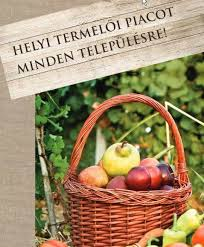 HELYI TERMELŐI PIACOT
MINDEN TELEPÜLÉSRE!